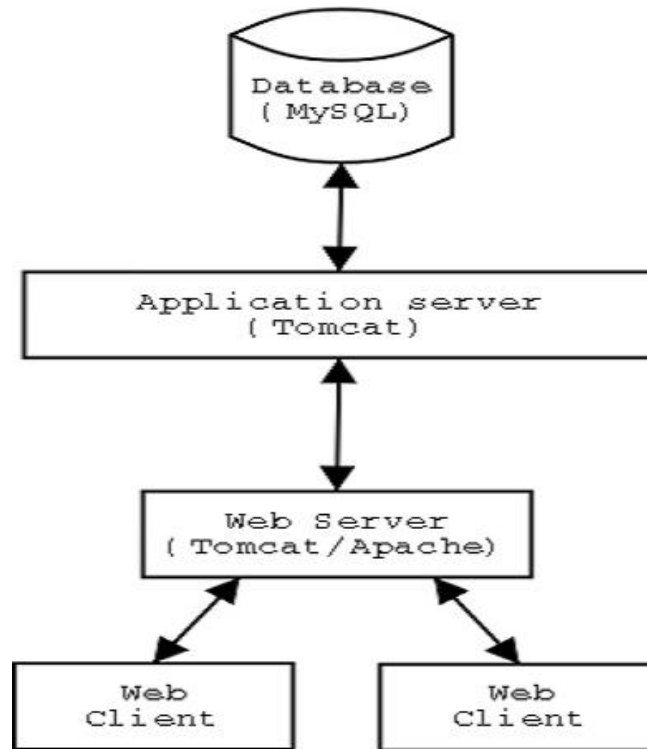 Database
( MySQL)
Application server
( Tomcat)
Web Server
( Tomcat/Apache)
Web
Client
Web
Client